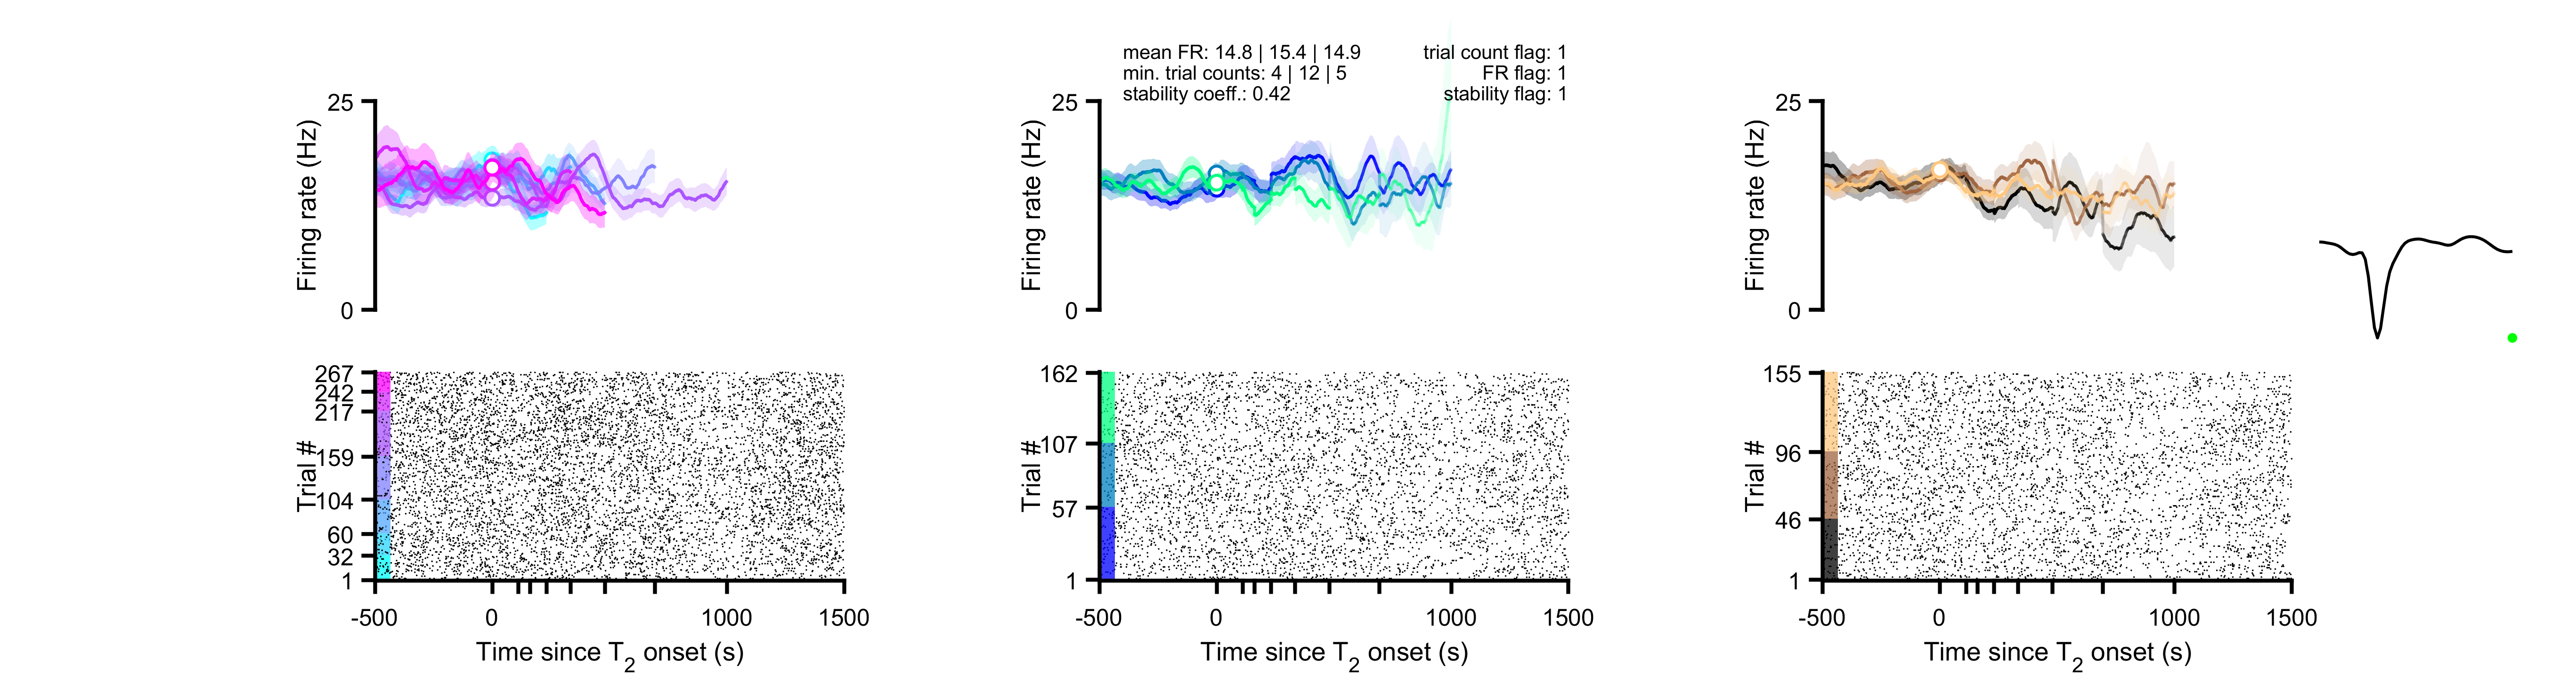 mean FR: 14.8 | 15.4 | 14.9
min. trial counts: 4 | 12 | 5
stability coeff.: 0.42
trial count flag: 1
FR flag: 1
stability flag: 1
25
Firing rate (Hz)
0
267
242
217
159
104
60
32
1
Trial #
-500 0 1000 1500
Time since T2 onset (s)
25
Firing rate (Hz)
0
162
107
57
1
Trial #
-500 0 1000 1500
Time since T2 onset (s)
25
Firing rate (Hz)
0
155
96
46
1
Trial #
-500 0 1000 1500
Time since T2 onset (s)